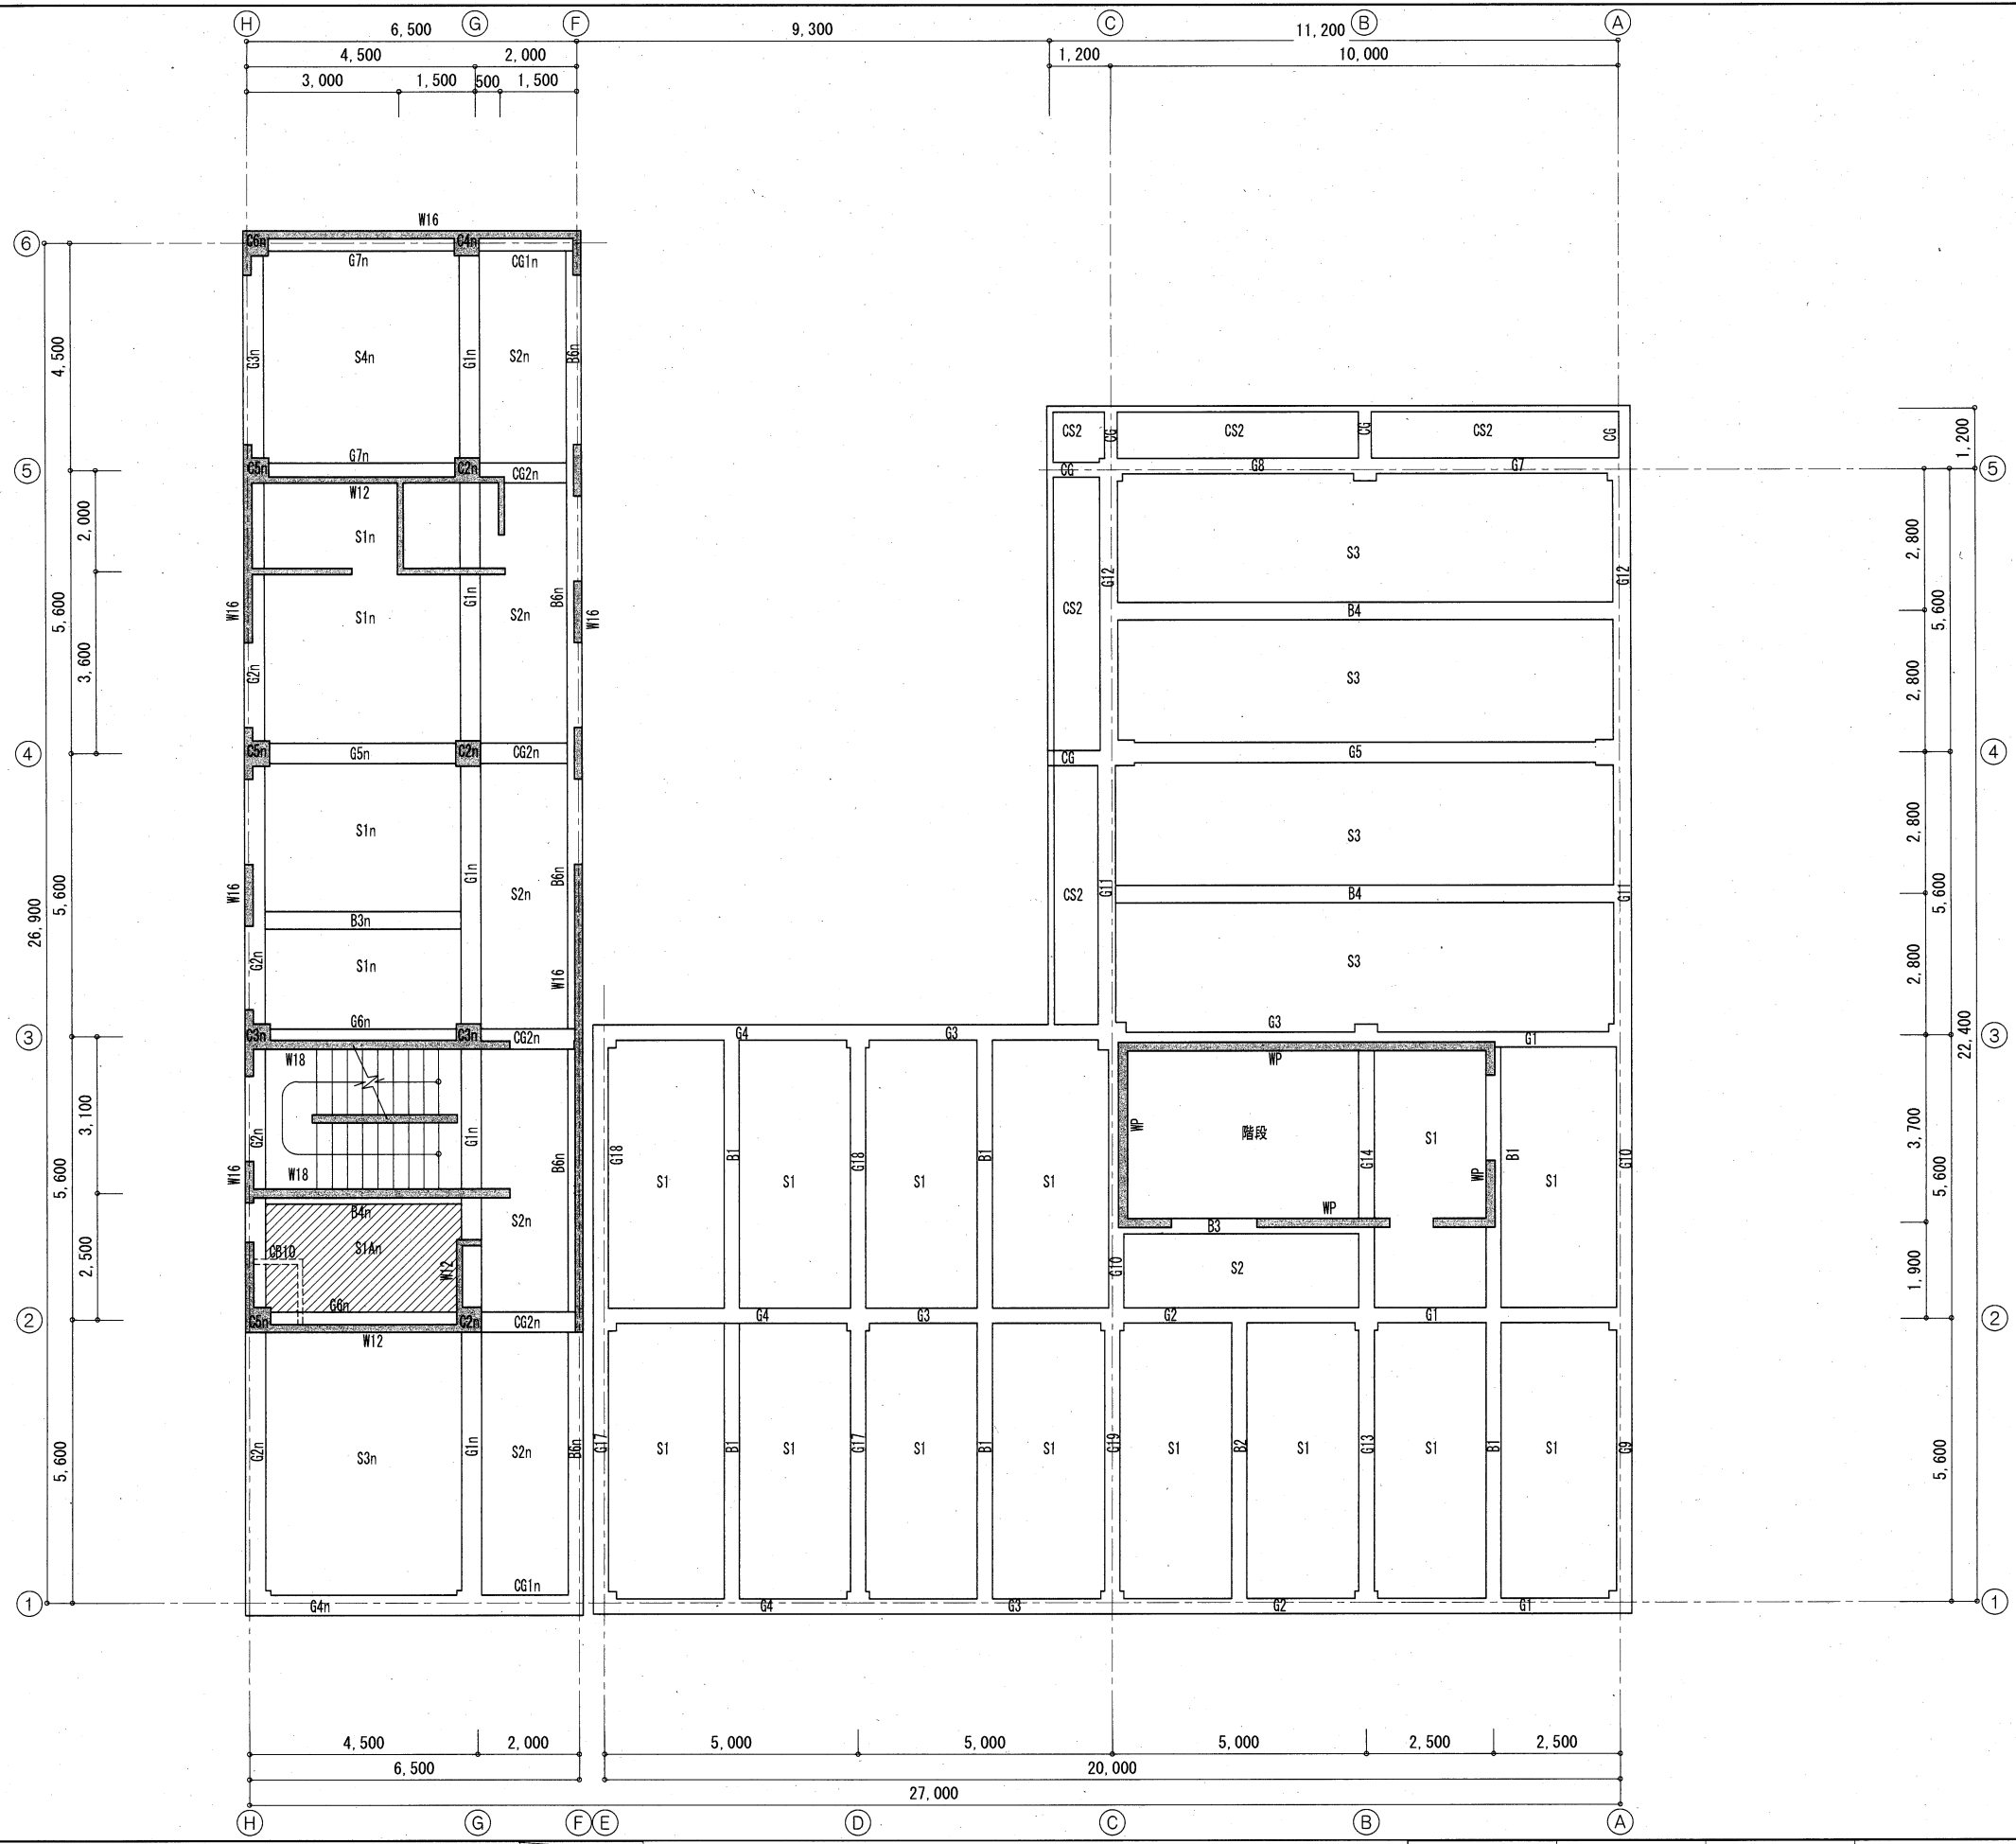 H G F C B A
6,500 9,300 11,200
4,500 2,000 1,200 10,000
3,000 1,500 500 1,500
W16
6 C6n C4n
G7n CG1n
4,500 G3n S4n G1n S2n B6n
1,200
CS2 CG CS2 CG CS2 CG
G7n CG G8 G7
5 C5n C2n CG2n 5
W12
2,000 S1n S3 2,800
W16 S1n G1n S2n B6n W16 CS2 G12 B4 G12
5,600 5,600
3,600 G2n S3 2,800
4 C5n G5n C2n CG2n CG G5 4
S1n S3 2,800
W16 G1n S2n B6n CS2 G11 B4 G11
26,900 5,600 B3n 5,600
G2n S1n W16 S3 2,800
G6n G3
3 C3n C3n CG2n G4 G3 G1 3
22,400
W18 WP
3,100 G2n G1n WP 階段 S1 3,700
W16 W18 B6n G18 S1 B1 S1 G18 S1 B1 S1 G14 WP B1 S1 G10
5,600 5,600
B4n S2n B3 WP
2,500 CB10 S1An W12 G10 S2 1,900
G6n
2 C5n C2n CG2n G4 G3 G2 G1 2
W12
5,600 G2n S3n G1n S2n B6n G17 S1 B1 S1 G17 S1 B1 S1 G19 S1 B2 S1 G13 S1 B1 S1 G9 5,600
CG1n
1 G4n G4 G3 G2 G1 1
4,500 2,000 5,000 5,000 5,000 2,500 2,500
6,500 20,000
27,000
H G F E D C B A